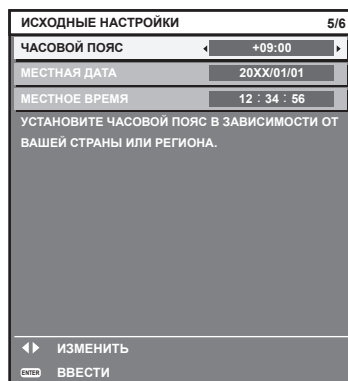 ИСХОДНЫЕ НАСТРОЙКИ 5/6
ЧАСОВОЙ ПОЯС +09:00
МЕСТНАЯ ДАТА 20XX/01/01
МЕСТНОЕ ВРЕМЯ 12 : 34 : 56
УСТАНОВИТЕ ЧАСОВОЙ ПОЯС В ЗАВИСИМОСТИ ОТ
ВАШЕЙ СТРАНЫ ИЛИ РЕГИОНА.
ИЗМЕНИТЬ
ENTER ВВЕСТИ